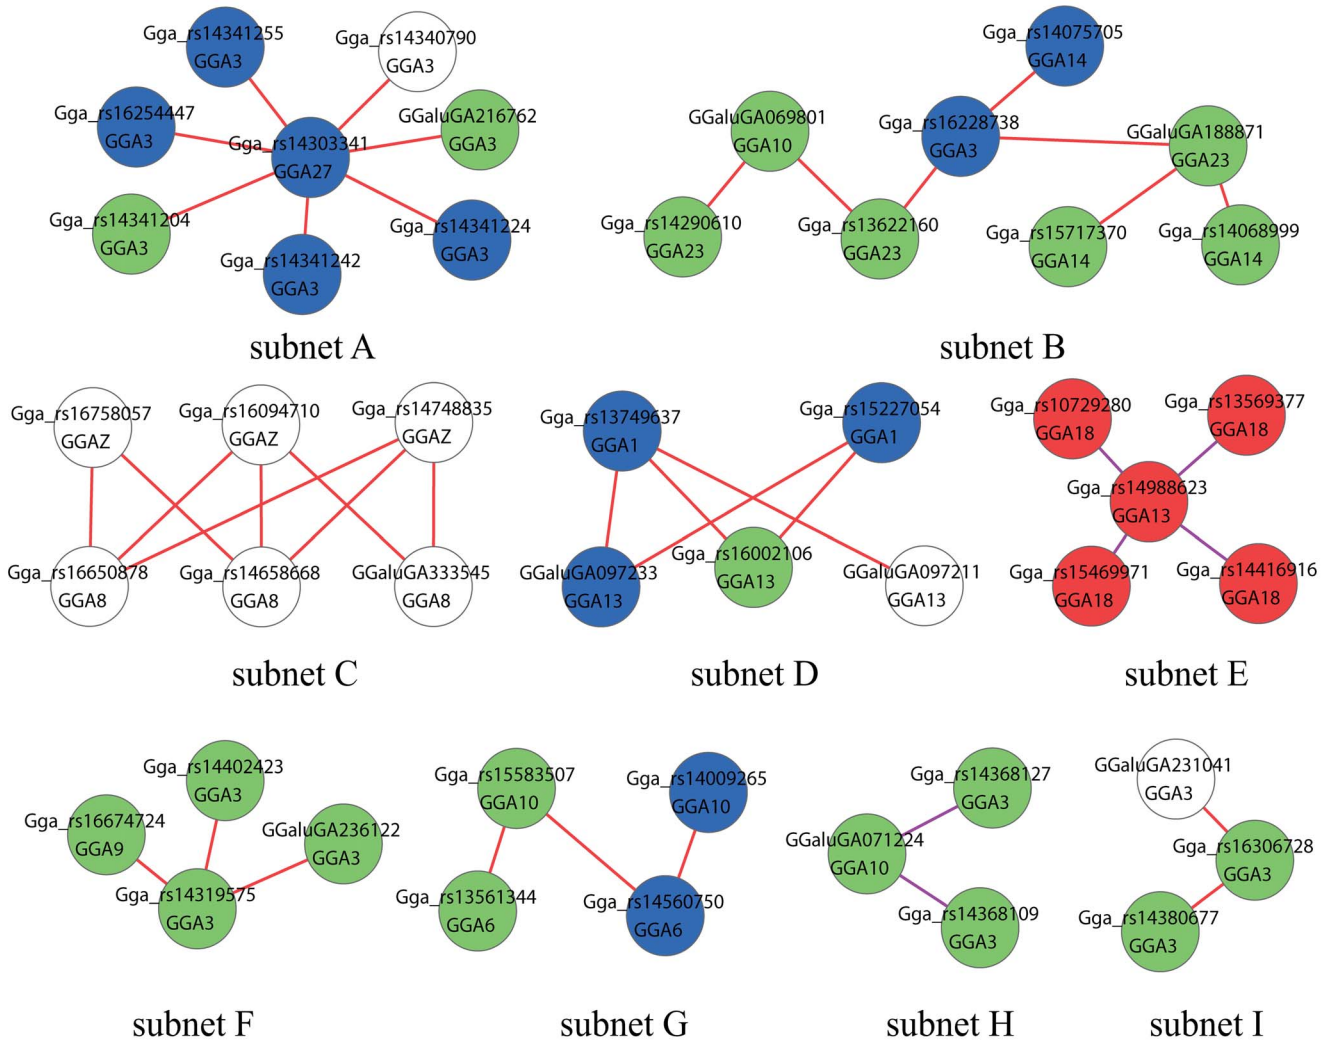 Gga_rs14341255
GGA3
Gga_rs14340790
GGA3
Gga_rs16254447
GGA3
GGaluGA216762
GGA3
Gga_rs14303341
GGA27
Gga_rs14341204
GGA3
Gga_rs14341224
GGA3
Gga_rs14341242
GGA3
subnet A
Gga_rs14075705
GGA14
GGaluGA069801
GGA10
Gga_rs16228738
GGA3
GGaluGA188871
GGA23
Gga_rs14290610
GGA23
Gga_rs13622160
GGA23
Gga_rs15717370
GGA14
Gga_rs14068999
GGA14
subnet B
Gga_rs16758057
GGAZ
Gga_rs16094710
GGAZ
Gga_rs14748835
GGAZ
Gga_rs16650878
GGA8
Gga_rs14658668
GGA8
GGaluGA333545
GGA8
subnet C
Gga_rs13749637
GGA1
Gga_rs15227054
GGA1
GGaluGA097233
GGA13
Gga_rs16002106
GGA13
GGaluGA097211
GGA13
subnet D
Gga_rs10729280
GGA18
Gga_rs13569377
GGA18
Gga_rs14988623
GGA13
Gga_rs15469971
GGA18
Gga_rs14416916
GGA18
subnet E
Gga_rs14402423
GGA3
Gga_rs16674724
GGA9
GGaluGA236122
GGA3
Gga_rs14319575
GGA3
subnet F
Gga_rs15583507
GGA10
Gga_rs14009265
GGA10
Gga_rs13561344
GGA6
Gga_rs14560750
GGA6
subnet G
Gga_rs14368127
GGA3
GGaluGA071224
GGA10
Gga_rs14368109
GGA3
subnet H
GGaluGA231041
GGA3
Gga_rs16306728
GGA3
Gga_rs14380677
GGA3
subnet I